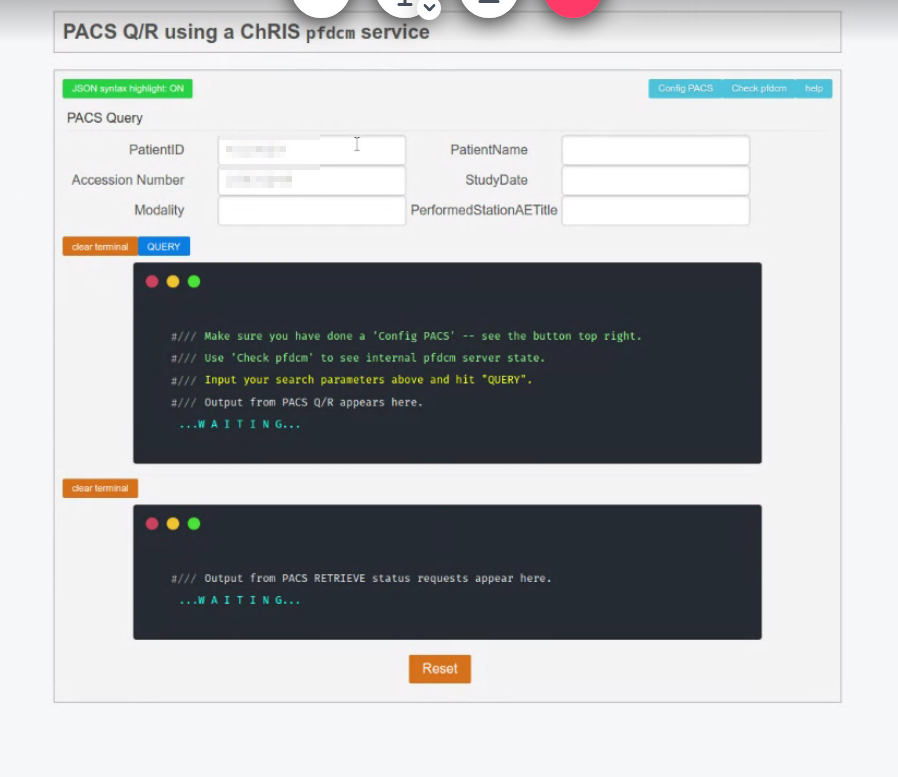 PACS Q/R using a ChRIS pfdcm service
JSON syntax highlight: ON
Config PACS Check pfdcm help
PACS Query
PatientID PatientName
Accession Number StudyDate
Modality PerformedStationAETitle
clear terminal QUERY
#/// Make sure you have done a 'Config PACS' -- see the button top right.
#/// Use 'Check pfdcm' to see internal pfdcm server state.
#/// Input your search parameters above and hit "QUERY".
#/// Output from PACS Q/R appears here.
...W A I T I N G...
clear terminal
#/// Output from PACS RETRIEVE status requests appear here.
...W A I T I N G...
Reset